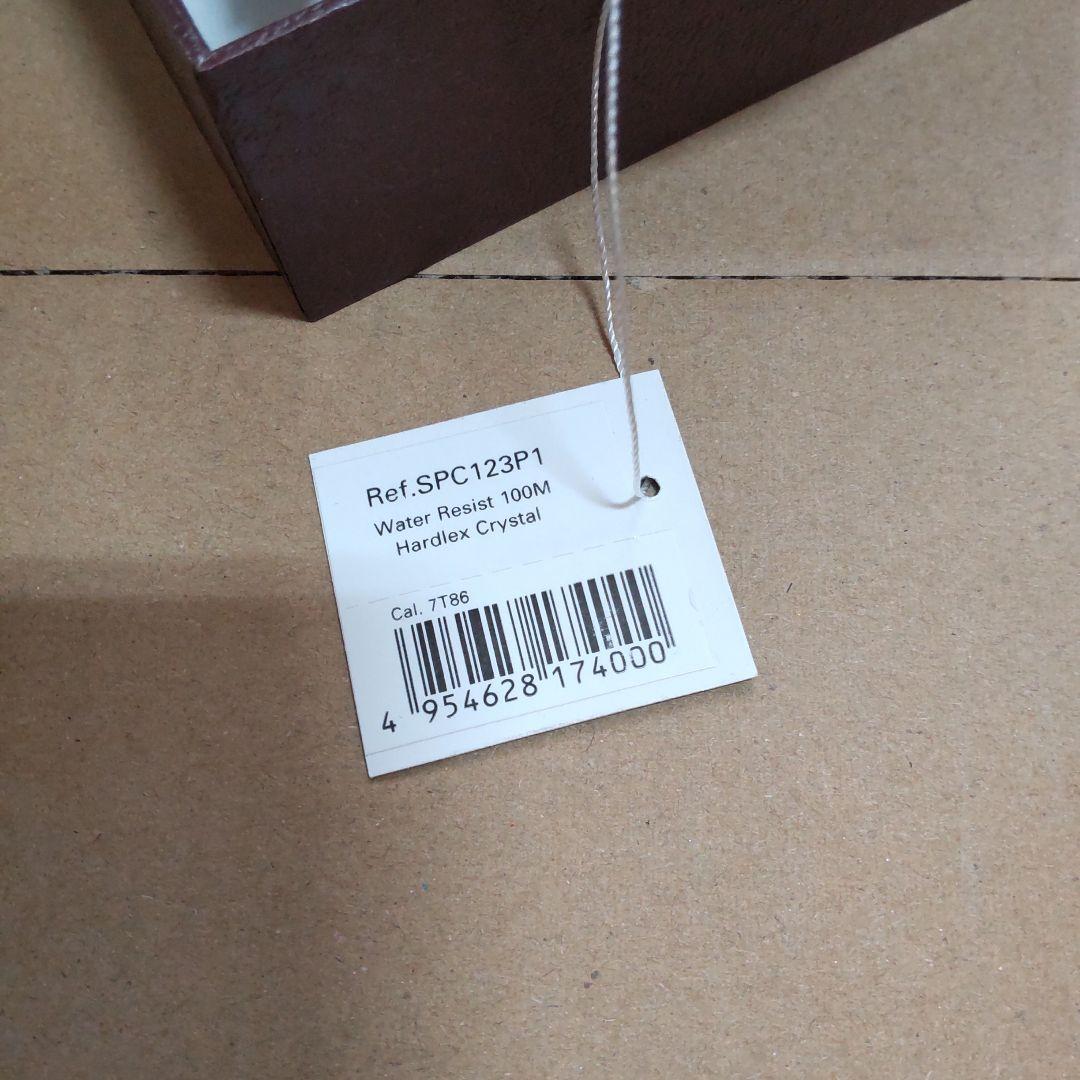 Ref.SPC123P1
Water Resist 100M
Hardlex Crystal
Cal. 7T86
4 954628 174000